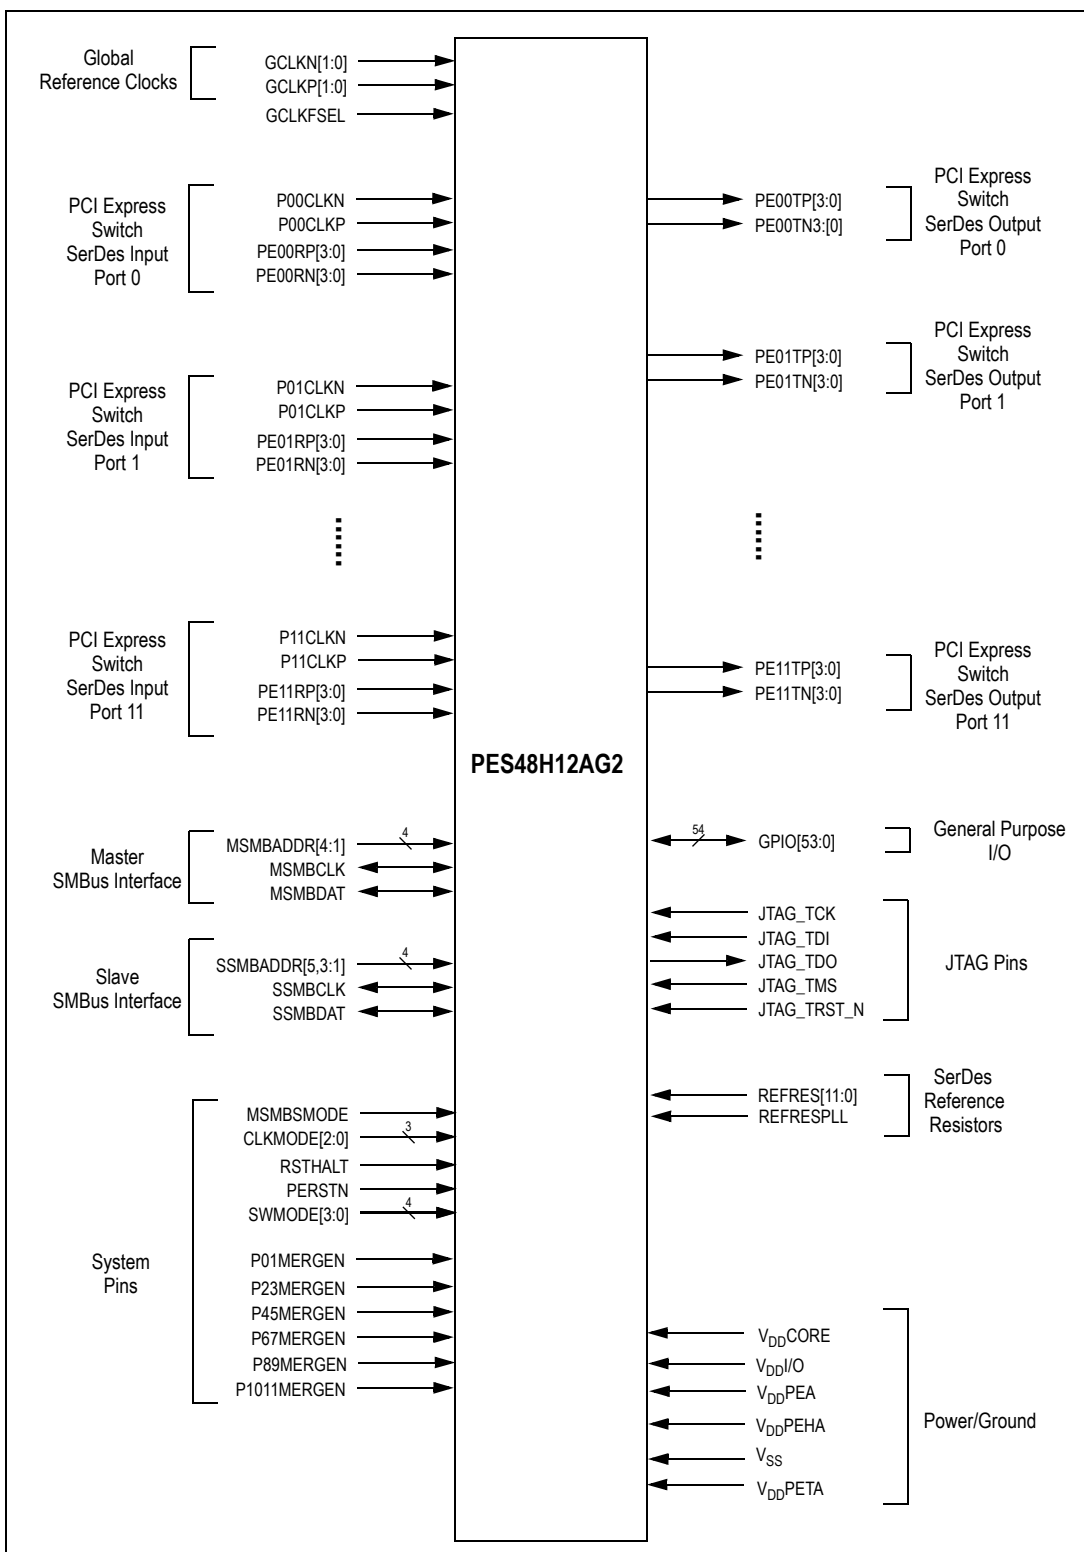 Global
Reference Clocks
GCLKN[1:0]
GCLKP[1:0]
GCLKFSEL
PCI Express
Switch
SerDes Input
Port 0
P00CLKN
P00CLKP
PE00RP[3:0]
PE00RN[3:0]
PE00TP[3:0]
PE00TN3:[0]
PCI Express
Switch
SerDes Output
Port 0
PCI Express
Switch
SerDes Input
Port 1
P01CLKN
P01CLKP
PE01RP[3:0]
PE01RN[3:0]
PE01TP[3:0]
PE01TN[3:0]
PCI Express
Switch
SerDes Output
Port 1
PCI Express
Switch
SerDes Input
Port 11
P11CLKN
P11CLKP
PE11RP[3:0]
PE11RN[3:0]
PE11TP[3:0]
PE11TN[3:0]
PCI Express
Switch
SerDes Output
Port 11
PES48H12AG2
Master
SMBus Interface
MSMBADDR[4:1]
4
MSMBCLK
MSMBDAT
54
GPIO[53:0]
General Purpose
I/O
Slave
SMBus Interface
SSMBADDR[5,3:1]
4
SSMBCLK
SSMBDAT
JTAG_TCK
JTAG_TDI
JTAG_TDO
JTAG_TMS
JTAG_TRST_N
JTAG Pins
REFRES[11:0]
REFRESPLL
SerDes
Reference
Resistors
System
Pins
MSMBSMODE
CLKMODE[2:0]
3
RSTHALT
PERSTN
SWMODE[3:0]
4
P01MERGEN
P23MERGEN
P45MERGEN
P67MERGEN
P89MERGEN
P1011MERGEN
VDDCORE
VDDI/O
VDDPEA
VDDPEHA
VSS
VDDPETA
Power/Ground